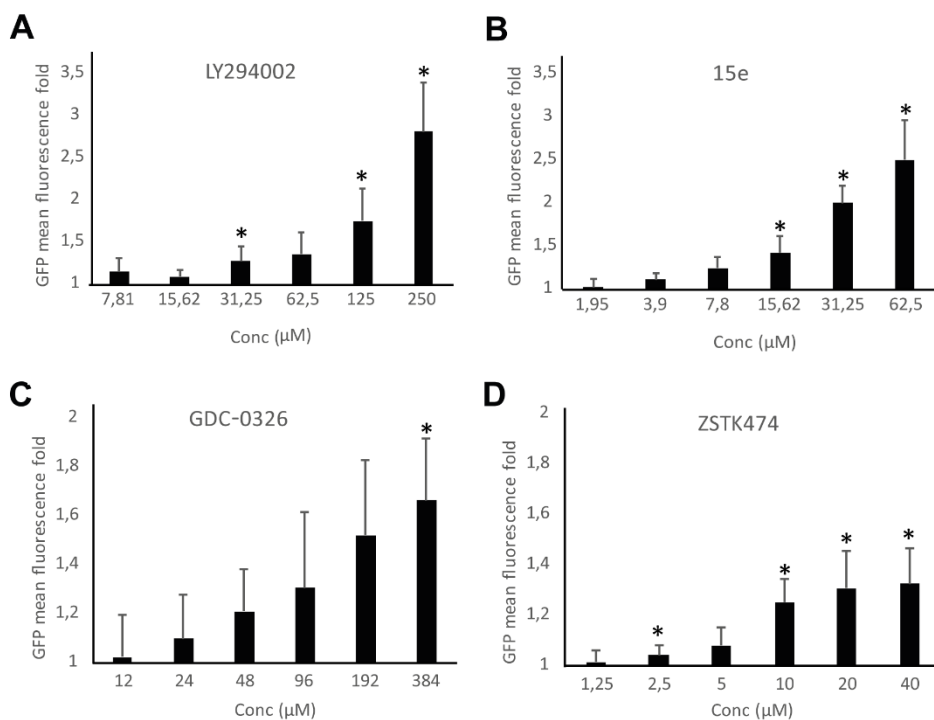 A
LY294002
GFP mean fluorescence fold
3,5
3
2,5
2
1,5
1
* * *
7,81 15,62 31,25 62,5 125 250
Conc (µM)
B
15e
GFP mean fluorescence fold
3,5
3
2,5
2
1,5
1
* * *
1,95 3,9 7,8 15,62 31,25 62,5
Conc (µM)
C
GDC-0326
GFP mean fluorescence fold
2
1,8
1,6
1,4
1,2
1
*
12 24 48 96 192 384
Conc (µM)
D
ZSTK474
GFP mean fluorescence fold
2
1,8
1,6
1,4
1,2
1
* * * *
1,25 2,5 5 10 20 40
Conc (µM)